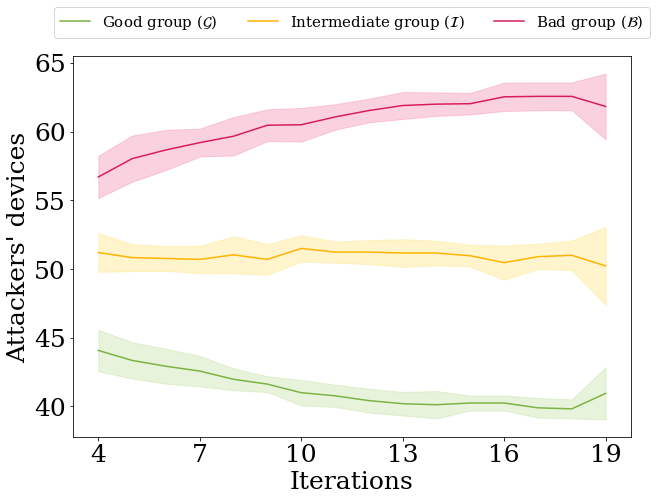 Good group (𝒢) Intermediate group (ℐ) Bad group (ℬ)
65
60
55
50
45
40
Attackers' devices
4 7 10 13 16 19
Iterations